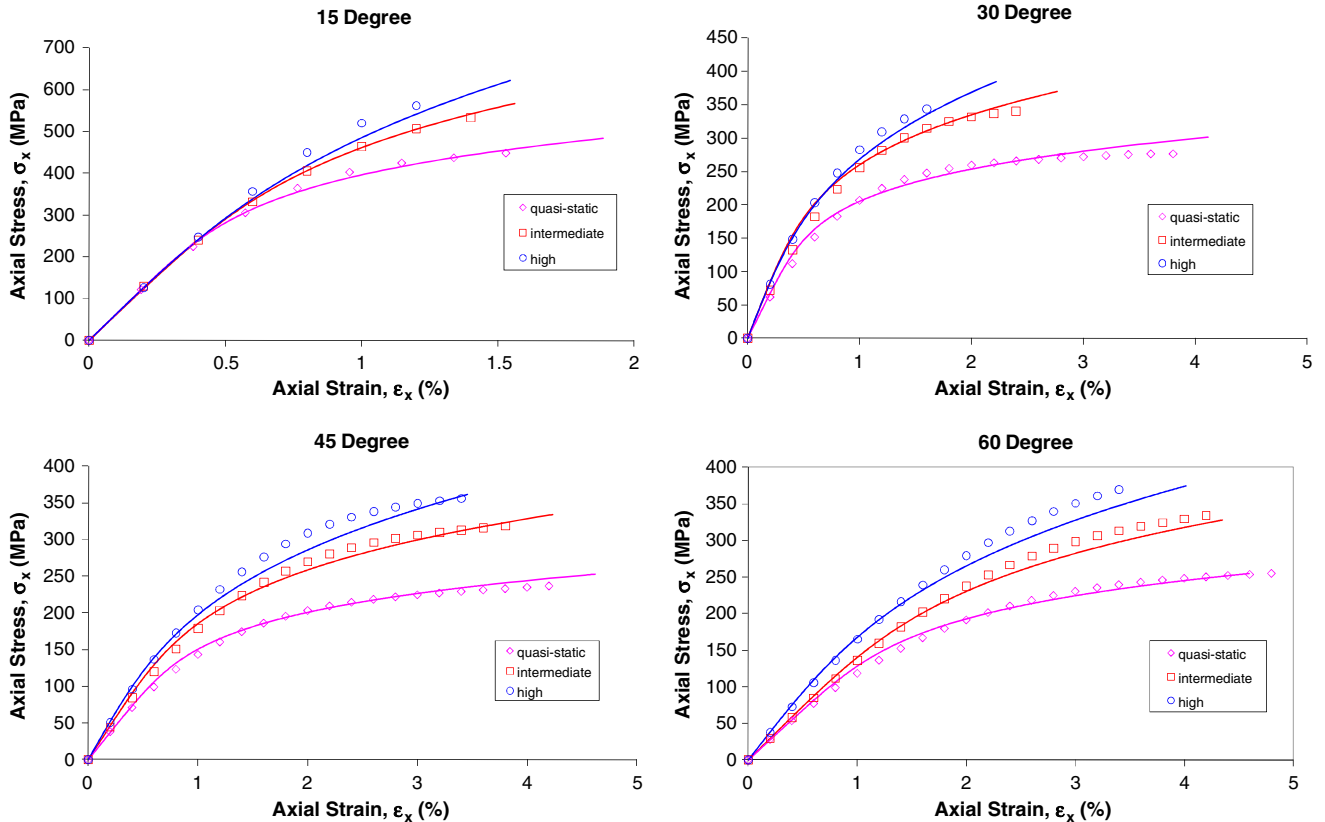 15 Degree
700
600
500
400
300
200
100
0
Axial Stress, σx (MPa)
0 0.5 1 1.5 2
Axial Strain, εx (%)
quasi-static
intermediate
high
30 Degree
450
400
350
300
250
200
150
100
50
0
Axial Stress, σx (MPa)
0 1 2 3 4 5
Axial Strain, εx (%)
quasi-static
intermediate
high
45 Degree
400
350
300
250
200
150
100
50
0
Axial Stress, σx (MPa)
0 1 2 3 4 5
Axial Strain, εx (%)
quasi-static
intermediate
high
60 Degree
400
350
300
250
200
150
100
50
0
Axial Stress, σx (MPa)
0 1 2 3 4 5
Axial Strain, εx (%)
quasi-static
intermediate
high